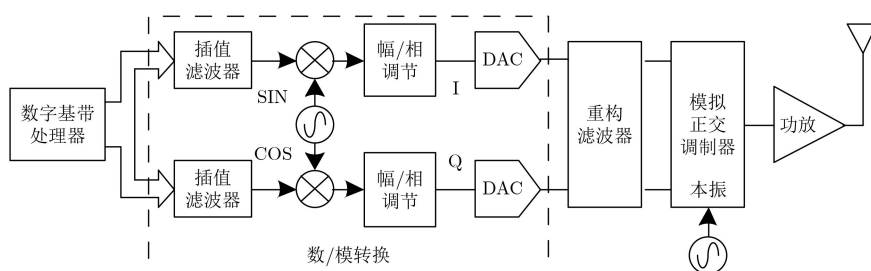 数字基带
处理器
插值
滤波器
SIN
幅/相
调节
I
DAC
COS
插值
滤波器
幅/相
调节
Q
DAC
数/模转换
重构
滤波器
模拟
正交
调制器
本振
功放